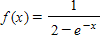 f(x) = 1 / (2 − e^{−x})